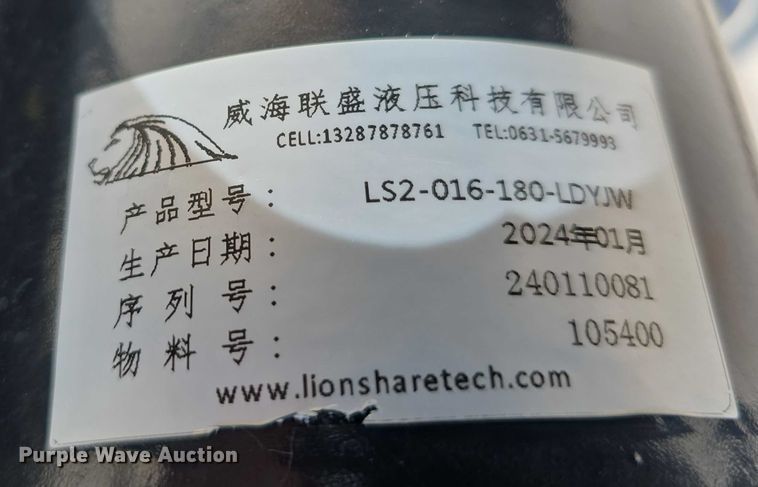 威海联盛液压科技有限公司
CELL:13287878761 TEL:0631-5679993
产品型号： LS2-016-180-LDYJW
生产日期： 2024年01月
序列号： 240110081
物料号： 105400
www.lionsharetech.com
Purple Wave Auction